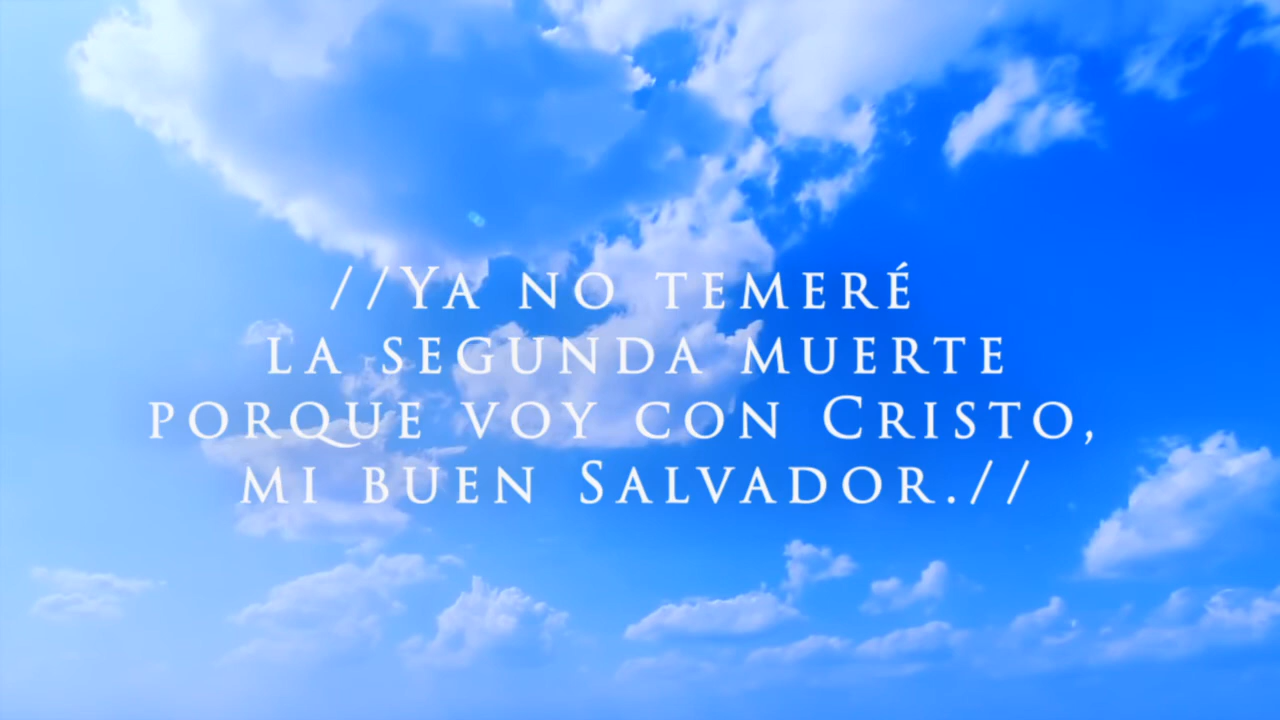 //Ya no temeré
la segunda muerte
porque voy con Cristo,
mi buen Salvador.//